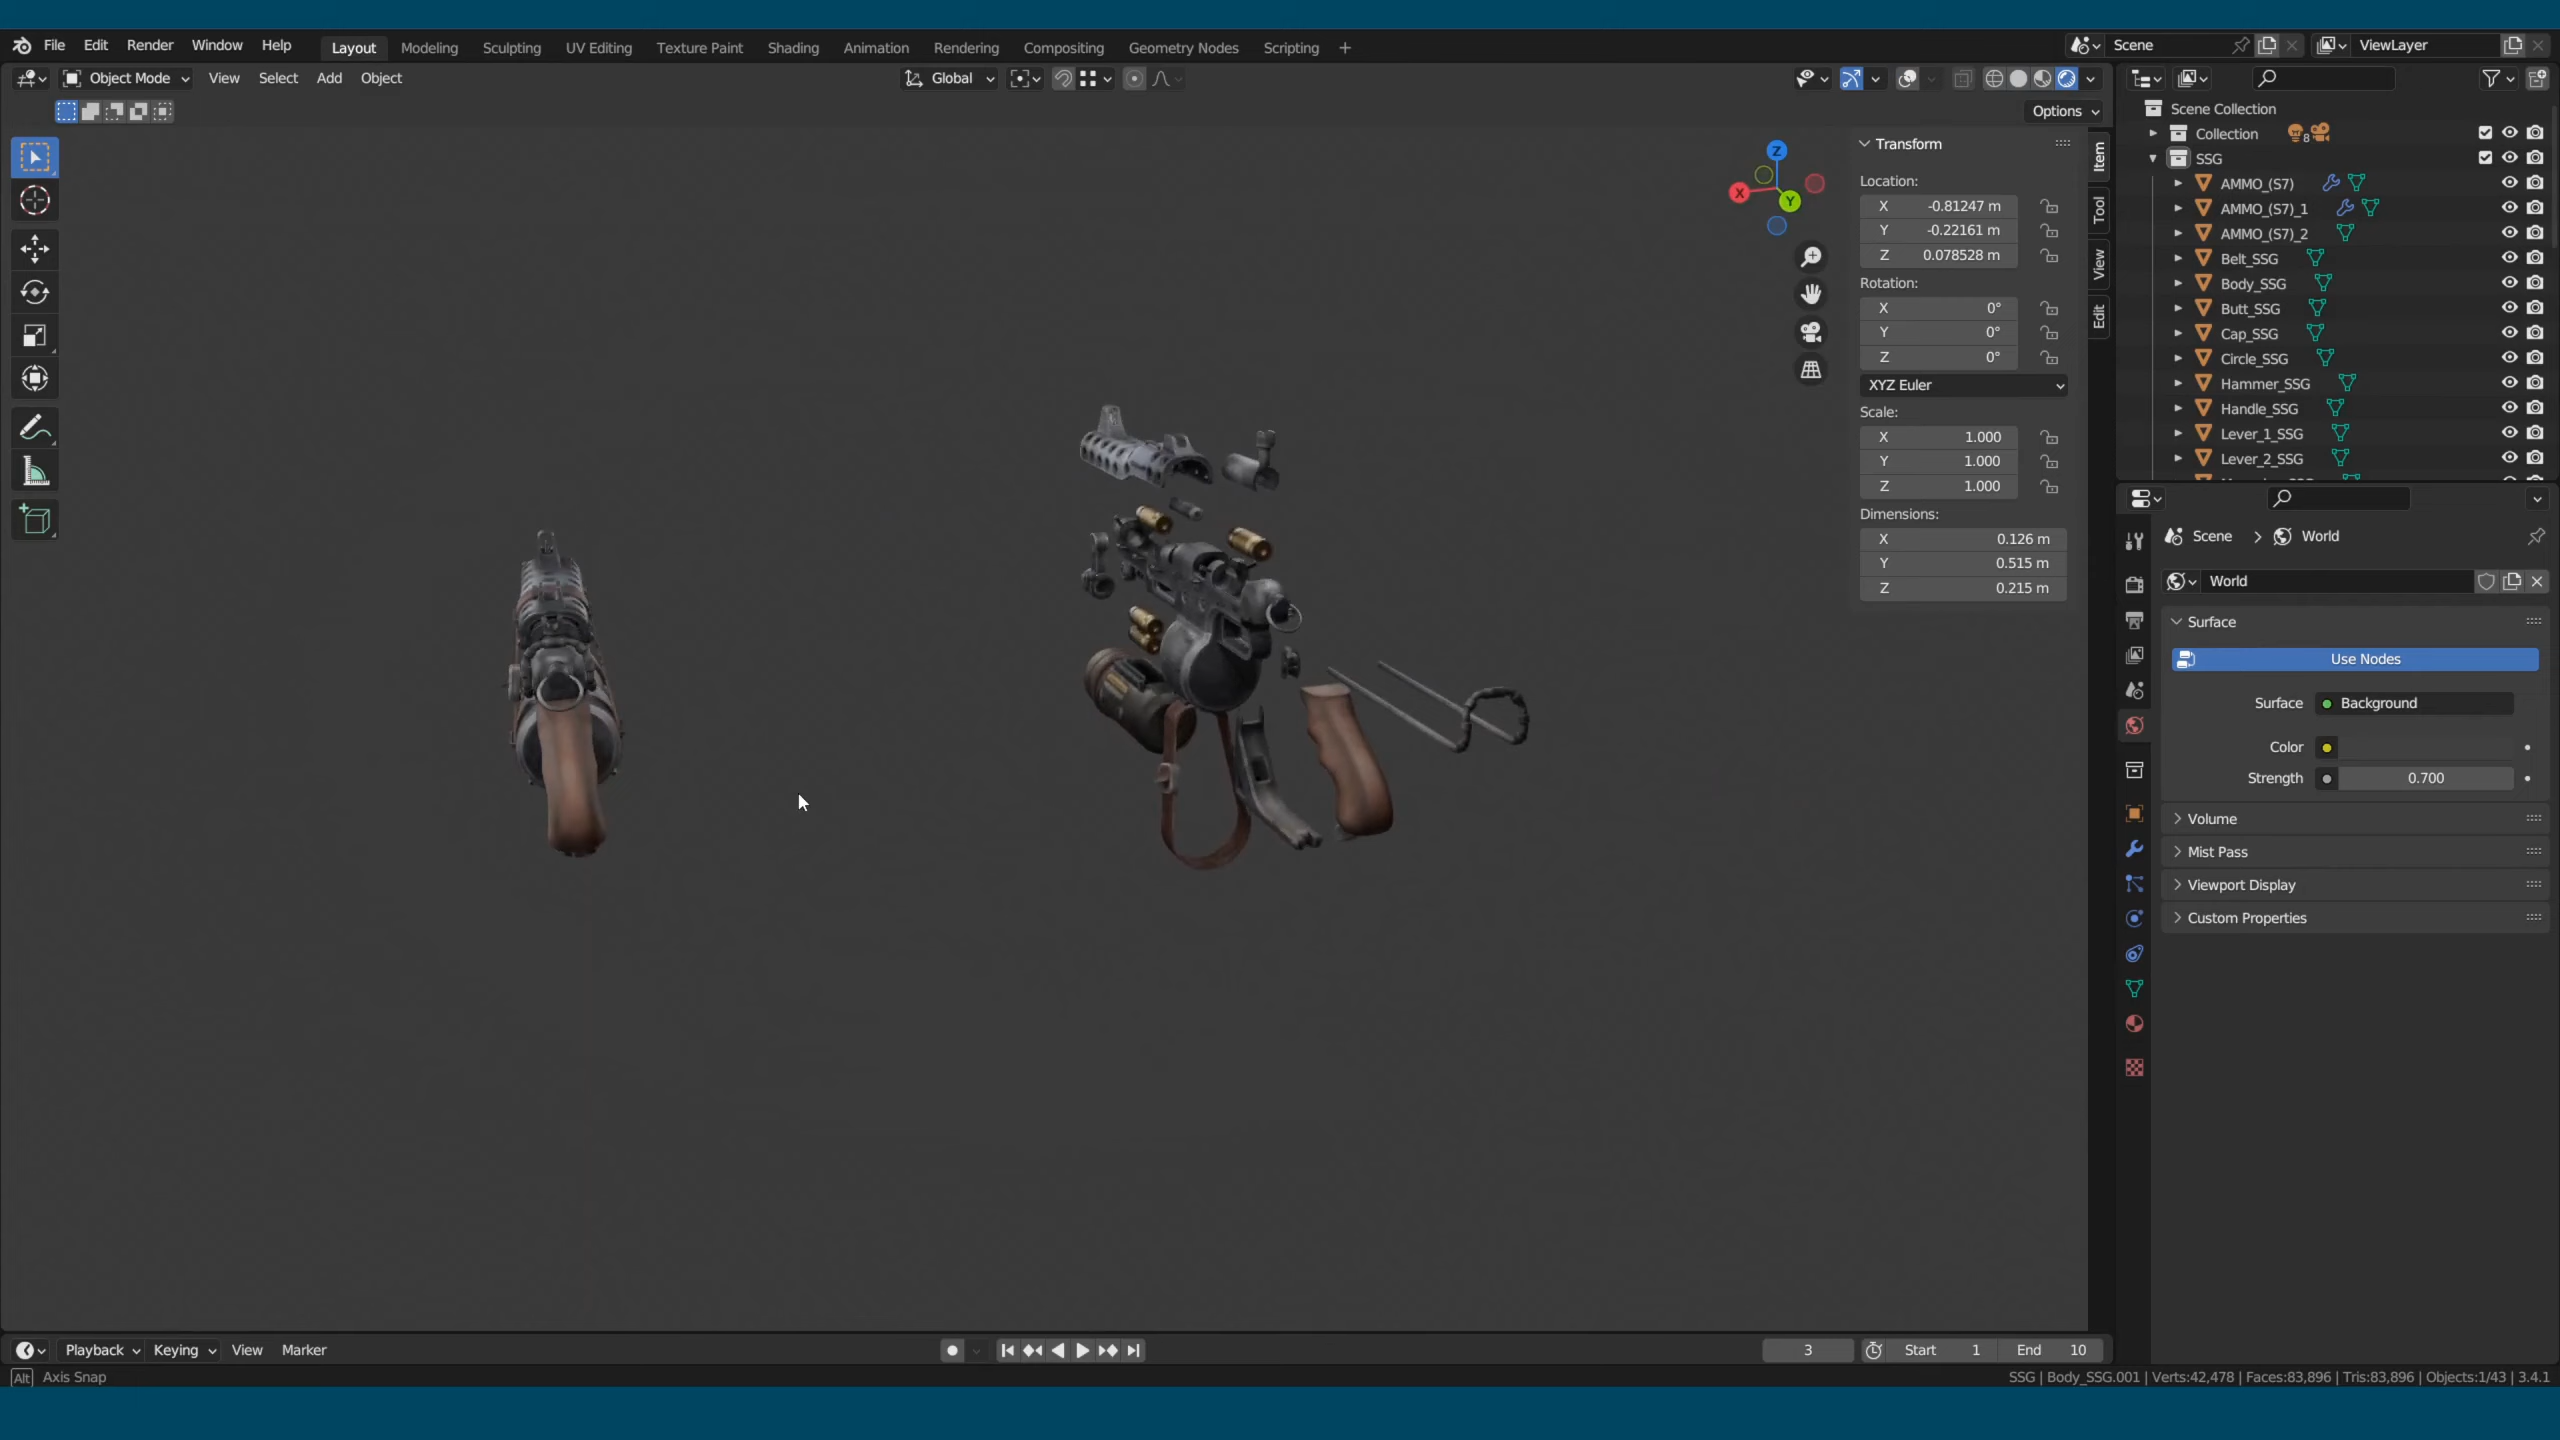 File Edit Render Window Help Layout Modeling Sculpting UV Editing Texture Paint Shading Animation Rendering Compositing Geometry Nodes Scripting + Scene ViewLayer
Object Mode View Select Add Object Global
Options
Transform
Location:
X -0.81247 m
Y -0.22161 m
Z 0.078528 m
Rotation:
X 0°
Y 0°
Z 0°
XYZ Euler
Scale:
X 1.000
Y 1.000
Z 1.000
Dimensions:
X 0.126 m
Y 0.515 m
Z 0.215 m
Item
Tool
View
Edit
Z
X
Y
Scene Collection
Collection 8
SSG
AMMO_(S7)
AMMO_(S7)_1
AMMO_(S7)_2
Belt_SSG
Body_SSG
Butt_SSG
Cap_SSG
Circle_SSG
Hammer_SSG
Handle_SSG
Lever_1_SSG
Lever_2_SSG
Scene > World
World
Surface
Use Nodes
Surface Background
Color
Strength 0.700
Volume
Mist Pass
Viewport Display
Custom Properties
Playback Keying View Marker 3 Start 1 End 10
Alt Axis Snap
SSG | Body_SSG.001 | Verts:42,478 | Faces:83,896 | Tris:83,896 | Objects:1/43 | 3.4.1